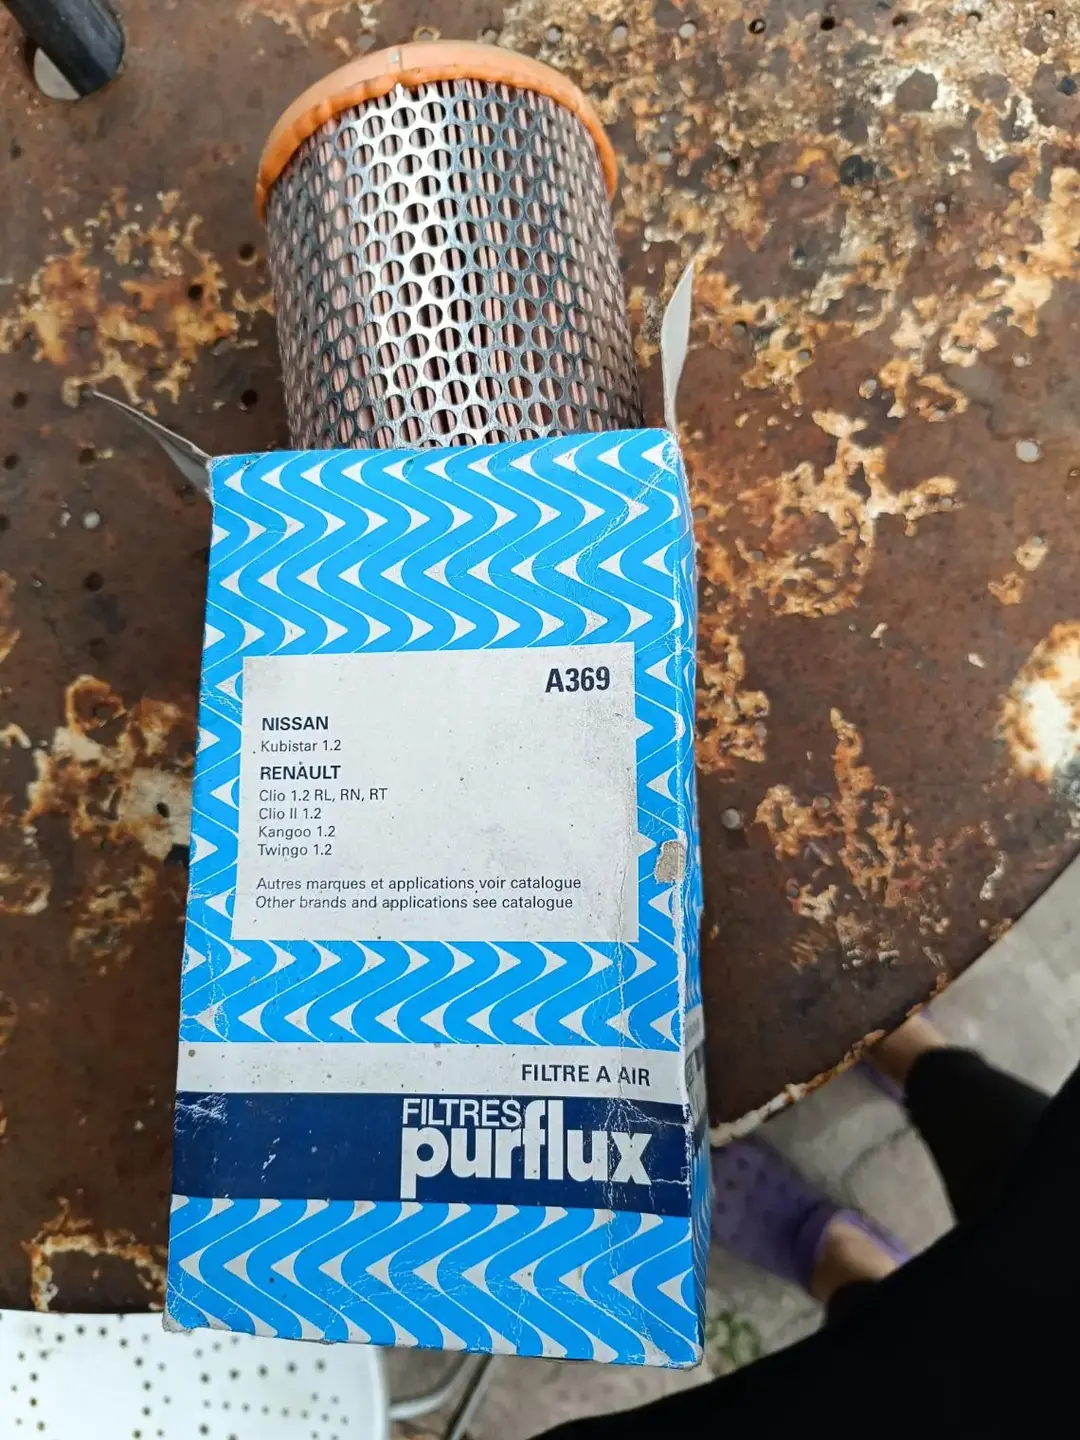 A369
NISSAN
Kubistar 1.2
RENAULT
Clio 1.2 RL, RN, RT
Clio II 1.2
Kangoo 1.2
Twingo 1.2
Autres marques et applications voir catalogue
Other brands and applications see catalogue
FILTRE A AIR
FILTRES
purflux